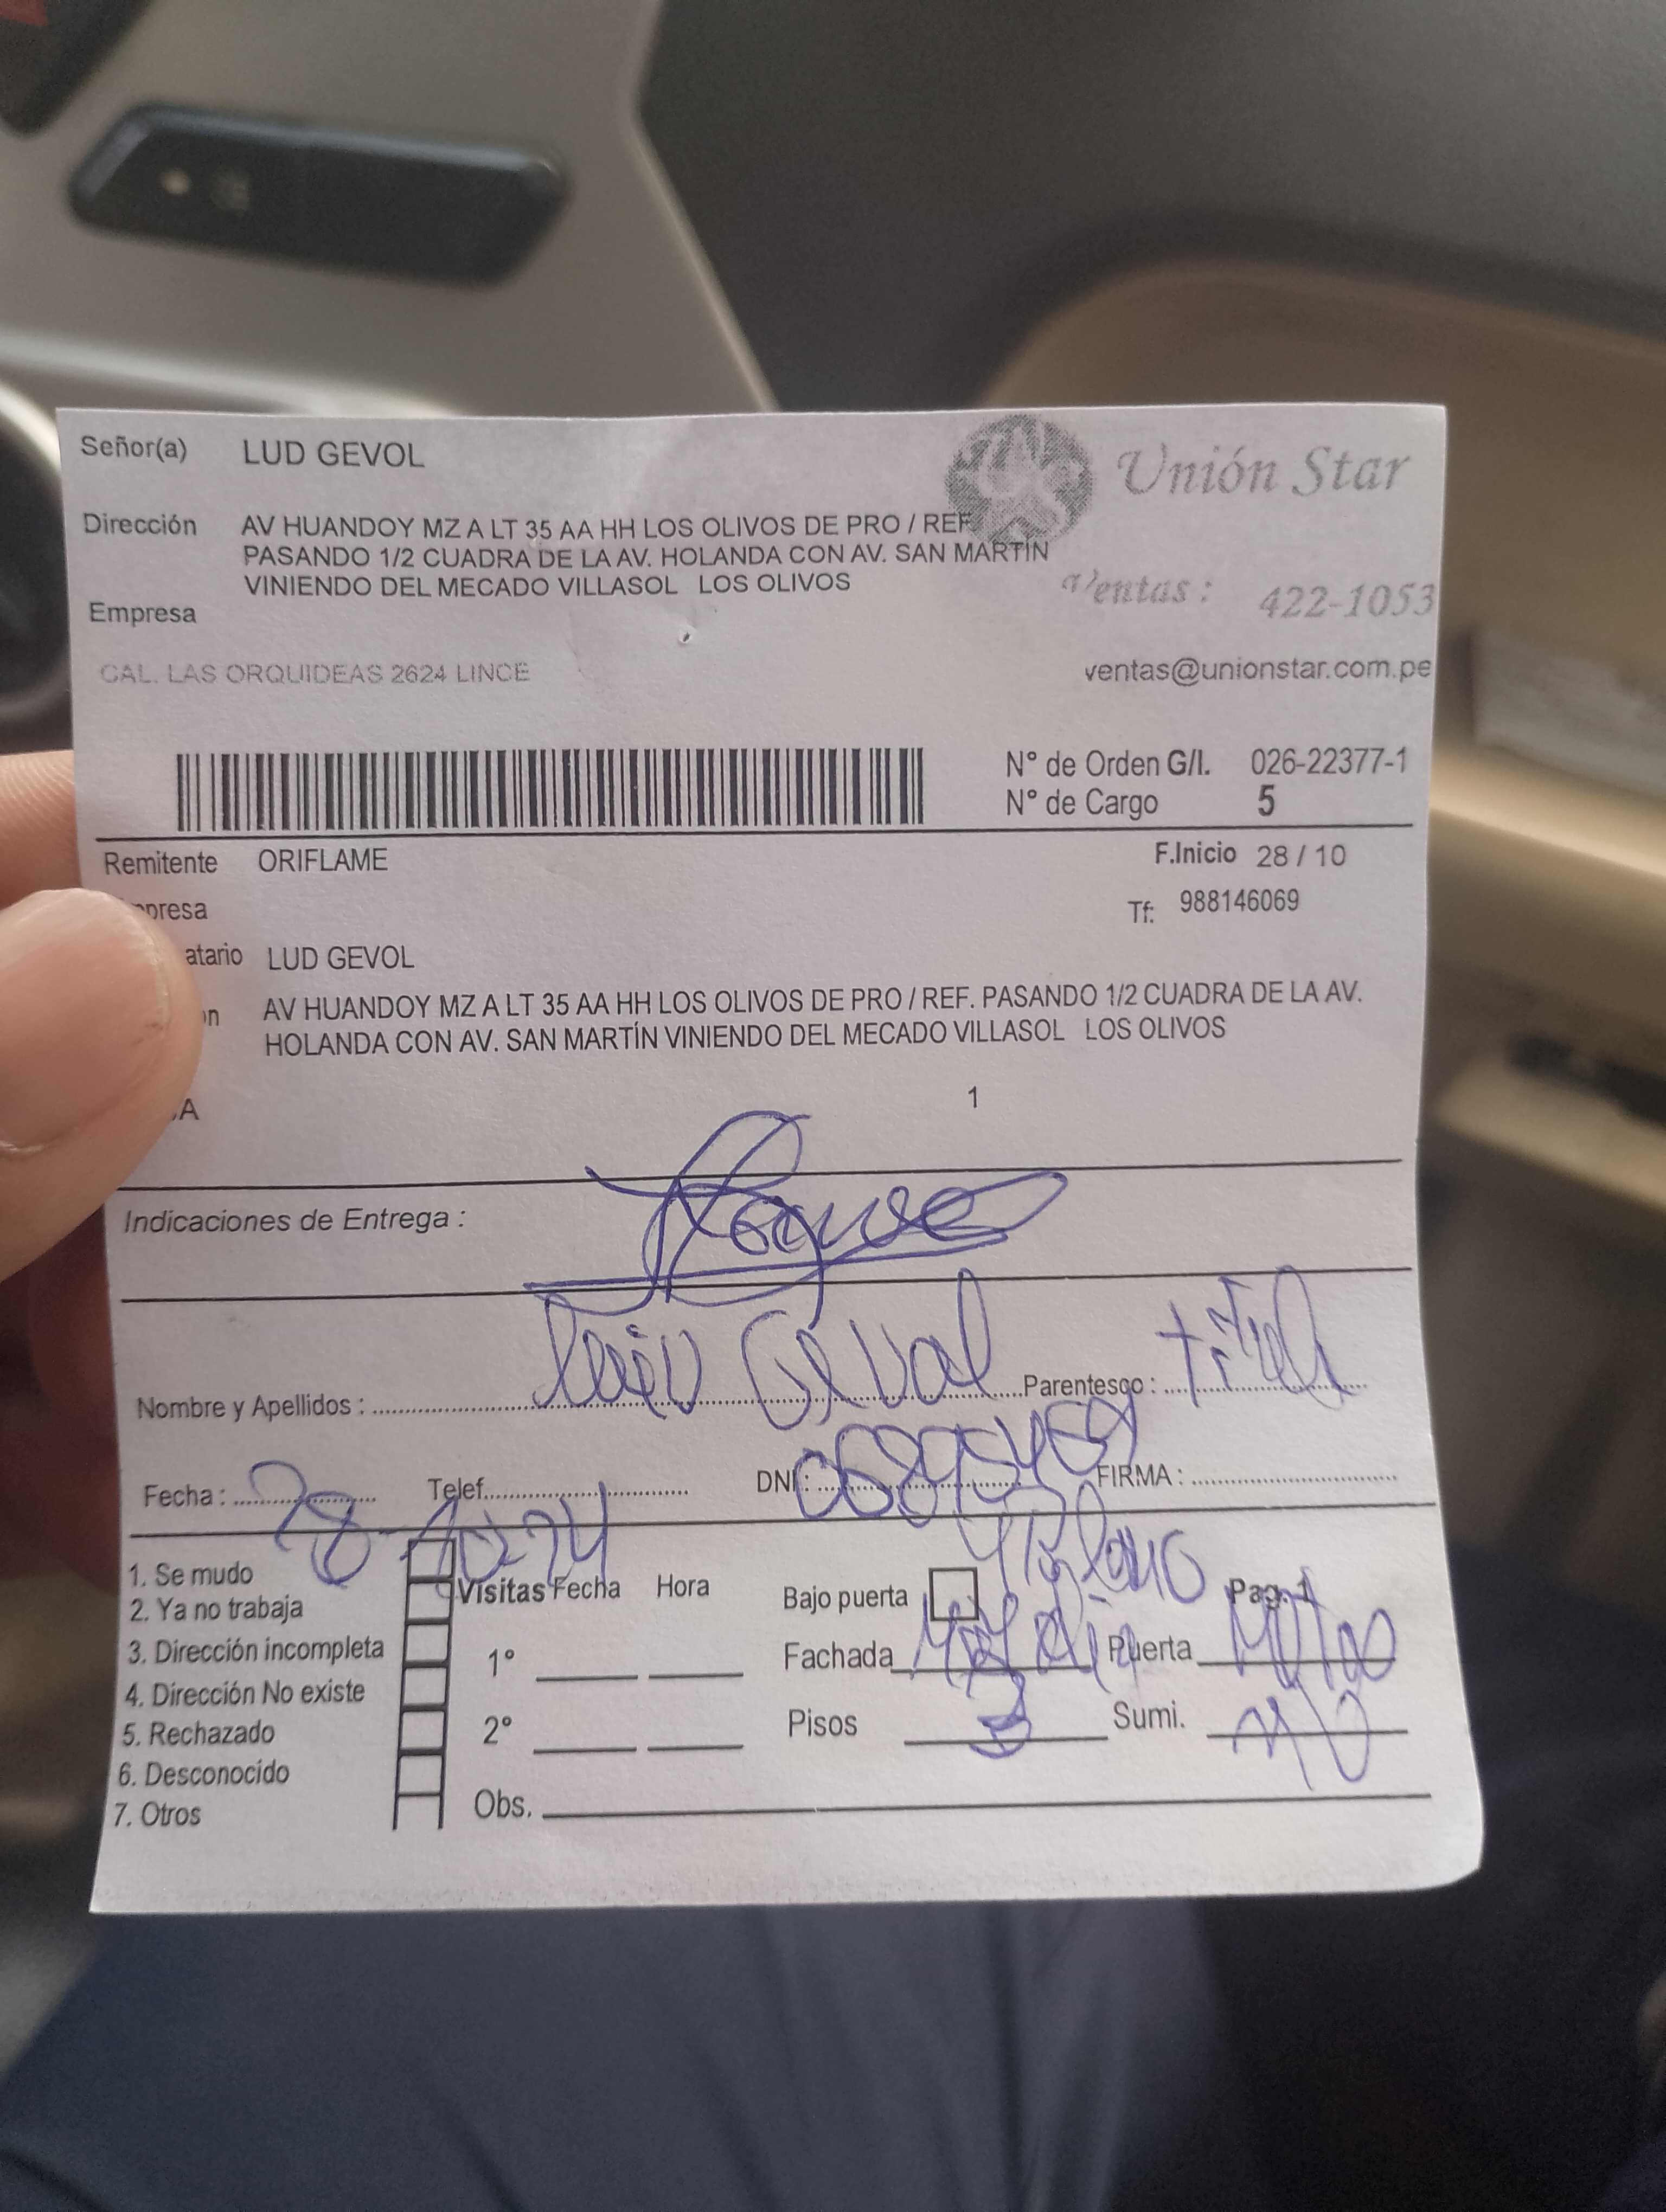 Señor(a) LUD GEVOL
Unión Star
Dirección AV HUANDOY MZ A LT 35 AA HH LOS OLIVOS DE PRO / REF.
PASANDO 1/2 CUADRA DE LA AV. HOLANDA CON AV. SAN MARTÍN
VINIENDO DEL MECADO VILLASOL LOS OLIVOS
Ventas : 422-1053
Empresa
CAL. LAS ORQUIDEAS 2624 LINCE
ventas@unionstar.com.pe
N° de Orden G/I. 026-22377-1
N° de Cargo 5
Remitente ORIFLAME
F.Inicio 28 / 10
presa
Tf: 988146069
atario LUD GEVOL
AV HUANDOY MZ A LT 35 AA HH LOS OLIVOS DE PRO / REF. PASANDO 1/2 CUADRA DE LA AV.
HOLANDA CON AV. SAN MARTÍN VINIENDO DEL MECADO VILLASOL LOS OLIVOS
1
Indicaciones de Entrega :
Nombre y Apellidos : Geval Parentesco :
Fecha : 28-10-24 Telef. DNI : FIRMA :
1. Se mudo
2. Ya no trabaja
3. Dirección incompleta
4. Dirección No existe
5. Rechazado
6. Desconocido
7. Otros
Visitas Fecha Hora
1°
2°
Obs.
Bajo puerta Pag. 1
Fachada Puerta
Pisos 3 Sumi. NO